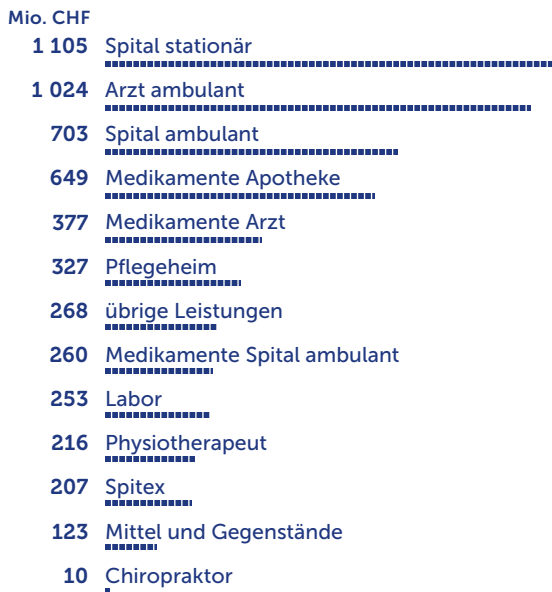 Mio. CHF
1 105 Spital stationär
1 024 Arzt ambulant
703 Spital ambulant
649 Medikamente Apotheke
377 Medikamente Arzt
327 Pflegeheim
268 übrige Leistungen
260 Medikamente Spital ambulant
253 Labor
216 Physiotherapeut
207 Spitex
123 Mittel und Gegenstände
10 Chiropraktor